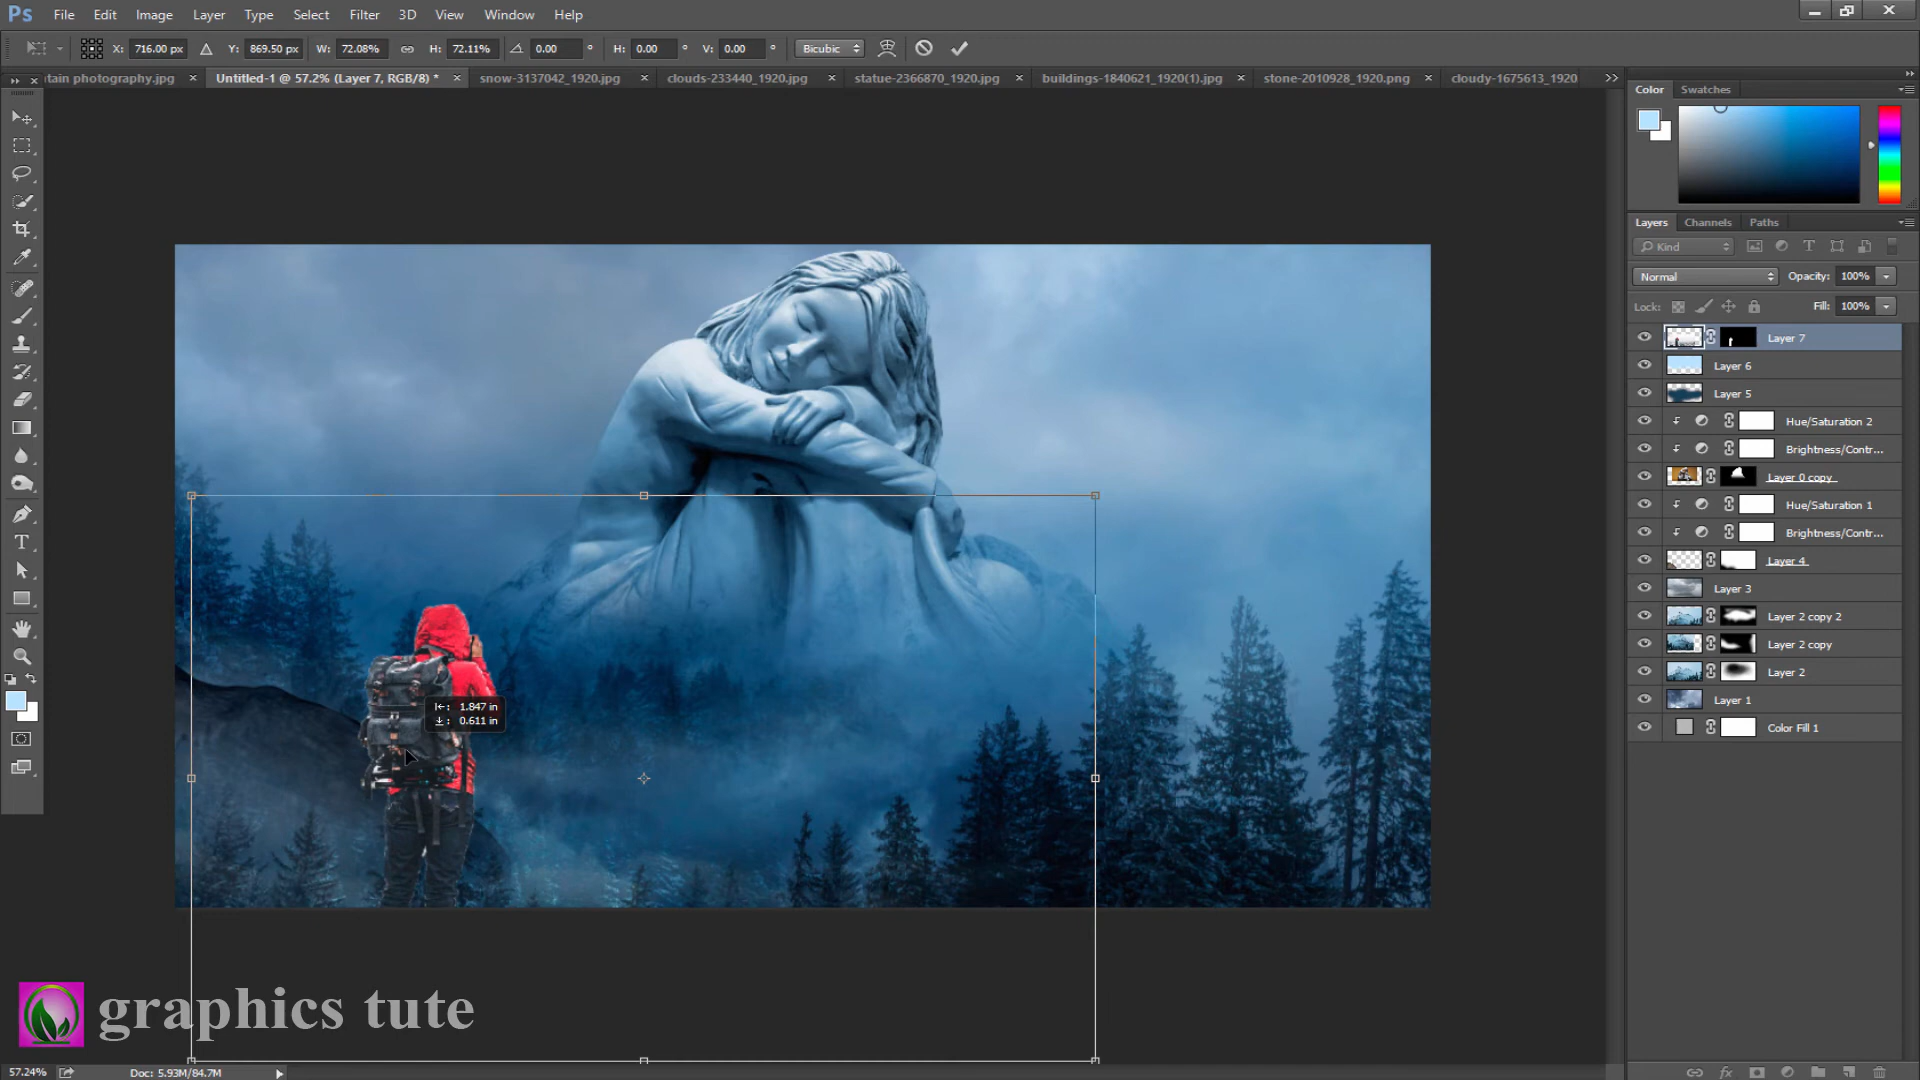 Ps File Edit Image Layer Type Select Filter 3D View Window Help
X: 716.00 px Y: 869.50 px W: 72.08% H: 72.11% 0.00 ° H: 0.00 ° V: 0.00 ° Bicubic
tain photography.jpg × Untitled-1 @ 57.2% (Layer 7, RGB/8) * × snow-3137042_1920.jpg × clouds-233440_1920.jpg × statue-2366870_1920.jpg × buildings-1840621_1920(1).jpg × stone-2010928_1920.png × cloudy-1675613_1920
Color Swatches
Layers Channels Paths
Kind
Normal Opacity: 100%
Lock: Fill: 100%
Layer 7
Layer 6
Layer 5
Hue/Saturation 2
Brightness/Contr...
Layer 0 copy
Hue/Saturation 1
Brightness/Contr...
Layer 4
Layer 3
Layer 2 copy 2
Layer 2 copy
Layer 2
Layer 1
Color Fill 1
1.847 in
0.611 in
graphics tute
57.24% Doc: 5.93M/84.7M